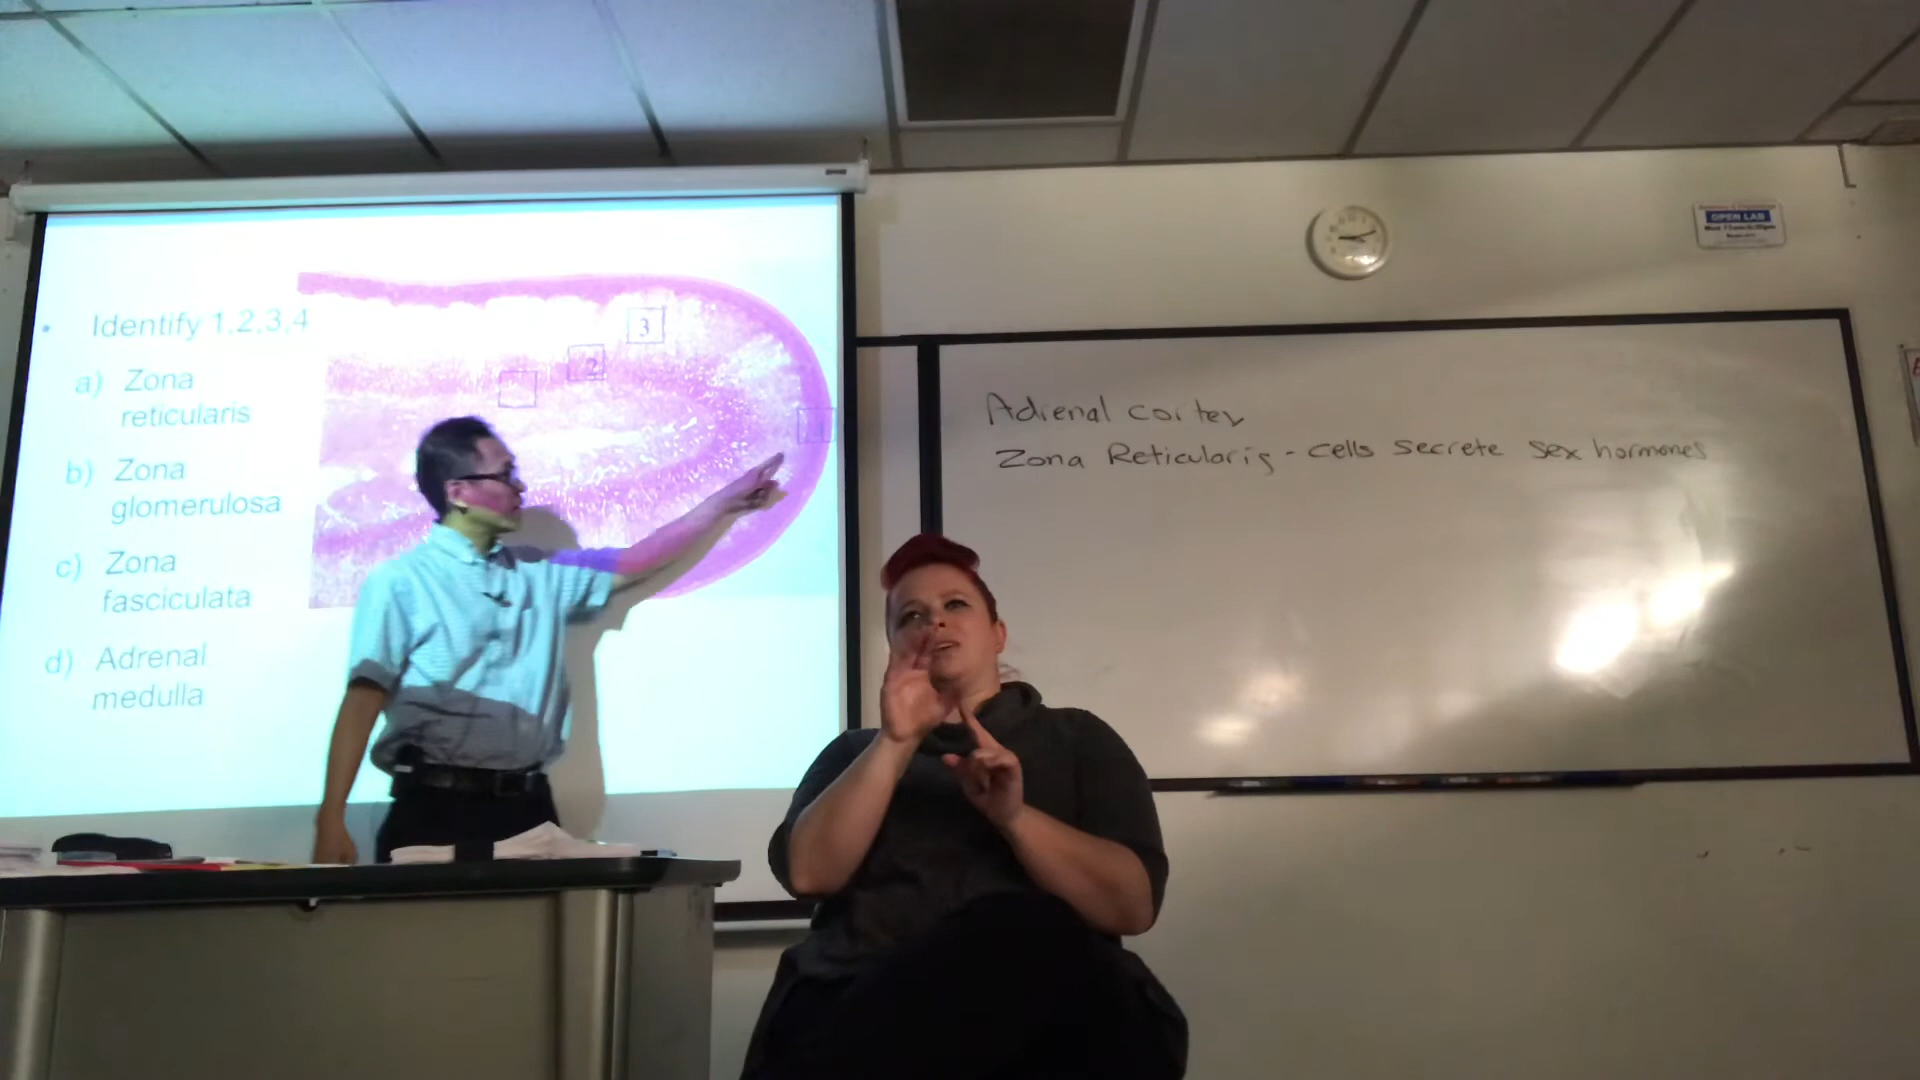 Identify 1,2,3,4
a) Zona
reticularis
b) Zona
glomerulosa
c) Zona
fasciculata
d) Adrenal
medulla
3
2
Adrenal cortex
Zona Reticularis - cells secrete sex hormones
OPEN LAB